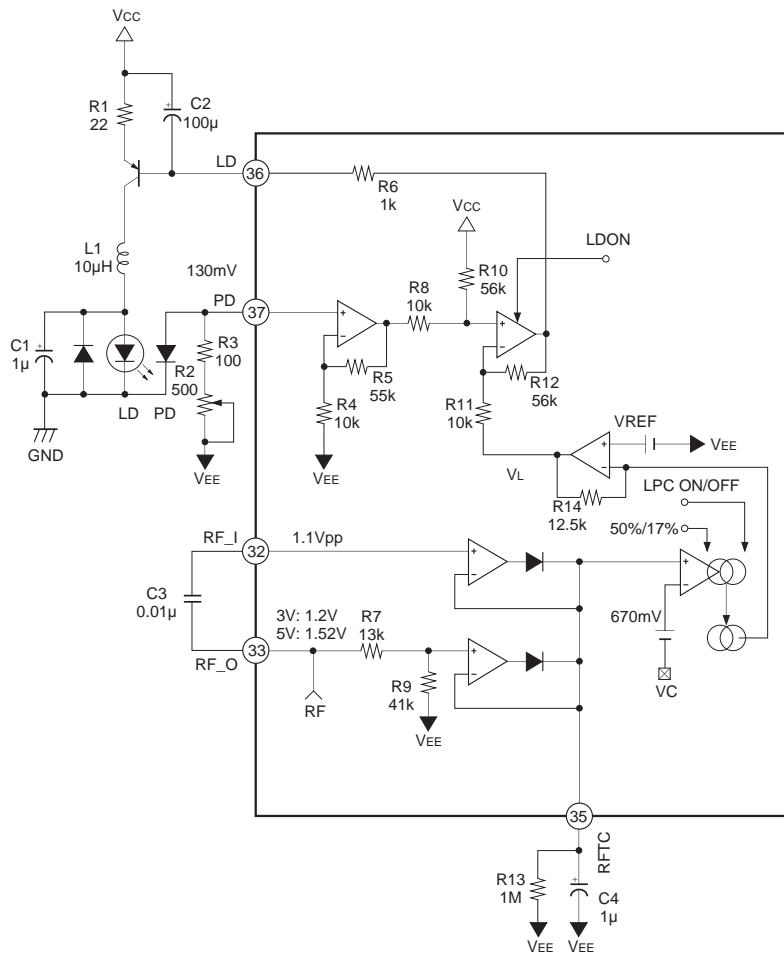 VCC
R1
22
C2
100µ
LD
36
R6
1k
VCC
LDON
L1
10µH
R10
56k
130mV
R8
10k
PD
37
R3
100
C1
1µ
R2
500
R5
55k
R12
56k
R4
10k
R11
10k
VREF
VEE
LD
PD
GND
VEE
VEE
VL
LPC ON/OFF
R14
12.5k
50%/17%
RF_I
32
1.1Vpp
C3
0.01µ
3V: 1.2V
5V: 1.52V
R7
13k
670mV
33
RF_O
R9
41k
VC
RF
VEE
35
RFTC
R13
1M
C4
1µ
VEE
VEE